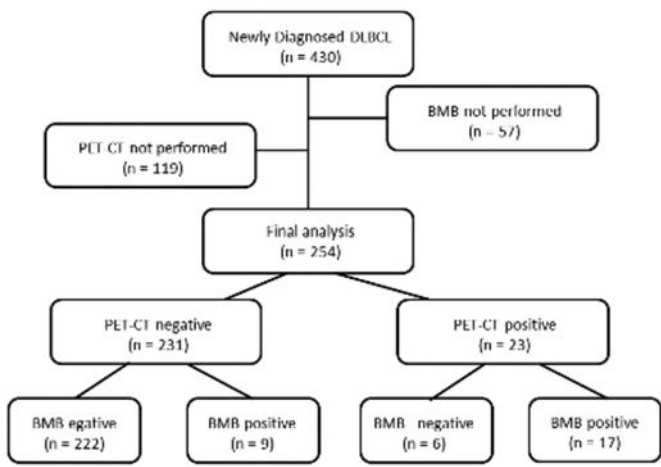 Newly Diagnosed DLBCL
(n = 430)
BMB not performed
(n = 57)
PET CT not performed
(n = 119)
Final analysis
(n = 254)
PET-CT negative
(n = 231)
PET-CT positive
(n = 23)
BMB egative
(n = 222)
BMB positive
(n = 9)
BMB negative
(n = 6)
BMB positive
(n = 17)